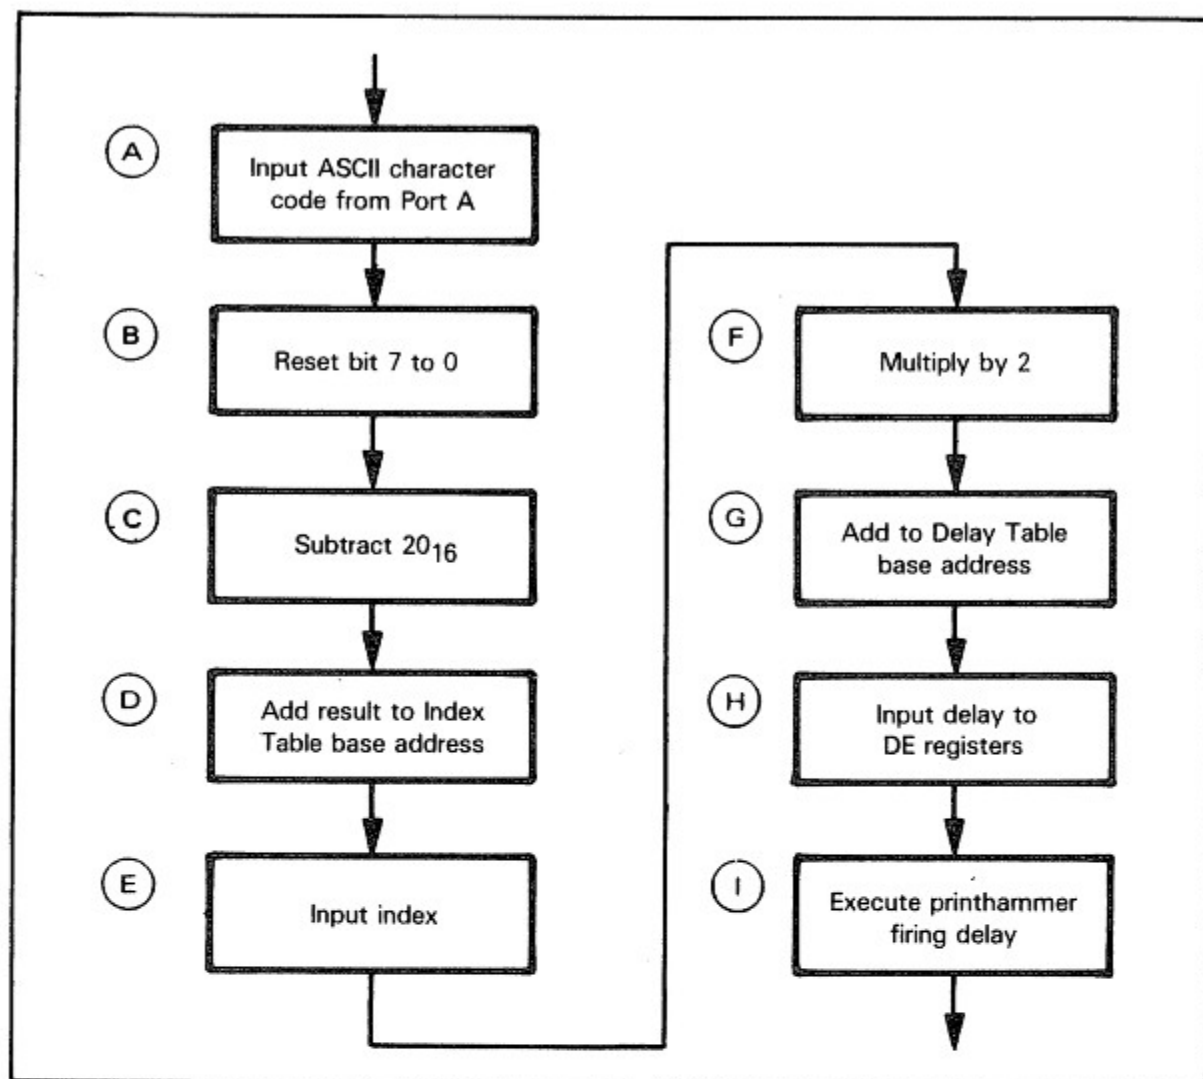 A
Input ASCII character
code from Port A
B
Reset bit 7 to 0
C
Subtract 20₁₆
D
Add result to Index
Table base address
E
Input index
F
Multiply by 2
G
Add to Delay Table
base address
H
Input delay to
DE registers
I
Execute printhammer
firing delay